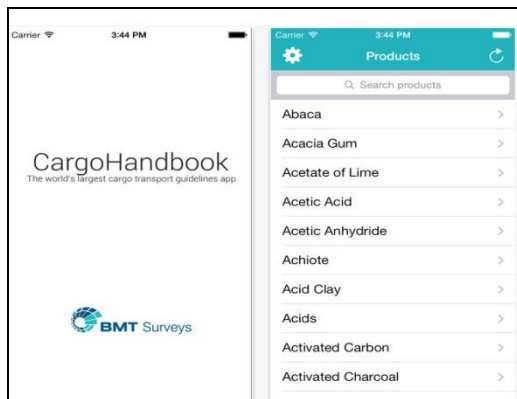 Carrier 3:44 PM
CargoHandbook
The world's largest cargo transport guidelines app
BMT Surveys
Carrier 3:44 PM
Products
Search products
Abaca
Acacia Gum
Acetate of Lime
Acetic Acid
Acetic Anhydride
Achiote
Acid Clay
Acids
Activated Carbon
Activated Charcoal